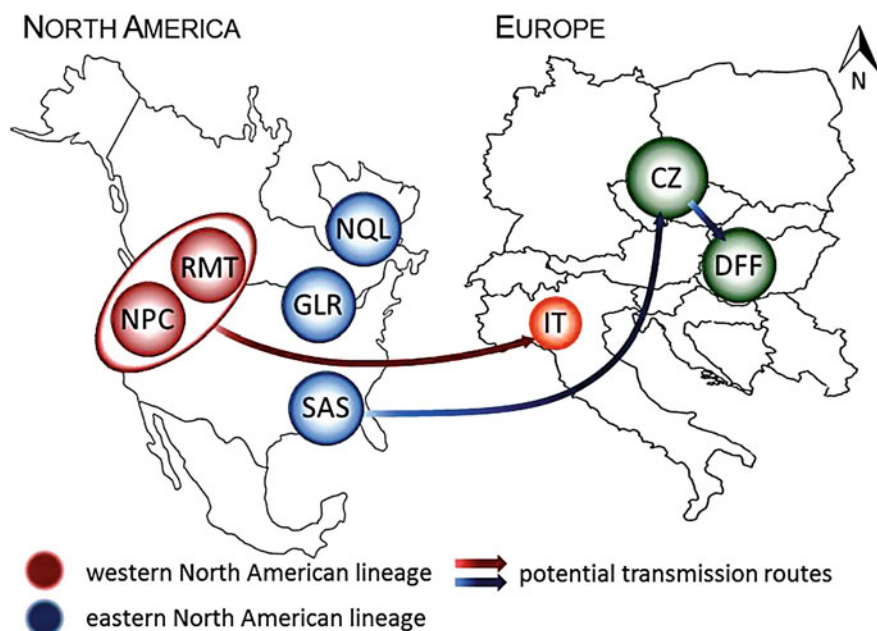 NORTH AMERICA
EUROPE
N
NQL
RMT
GLR
NPC
SAS
CZ
DFF
IT
western North American lineage
potential transmission routes
eastern North American lineage